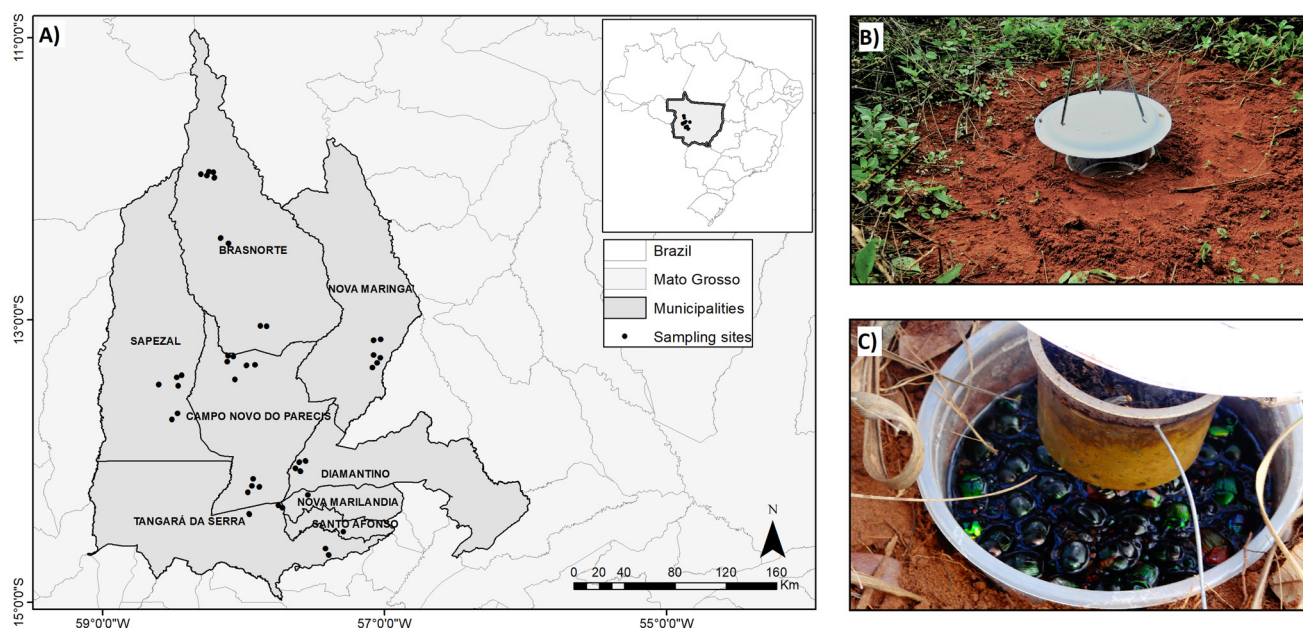 A)
11°0'0"S
13°0'0"S
15°0'0"S
BRASNORTE
NOVA MARINGA
SAPEZAL
CAMPO NOVO DO PARECIS
DIAMANTINO
NOVA MARILANDIA
TANGARÁ DA SERRA
SANTO AFONSO
Brazil
Mato Grosso
Municipalities
Sampling sites
N
0 20 40 80 120 160
Km
59°0'0"W
57°0'0"W
55°0'0"W
B)
C)